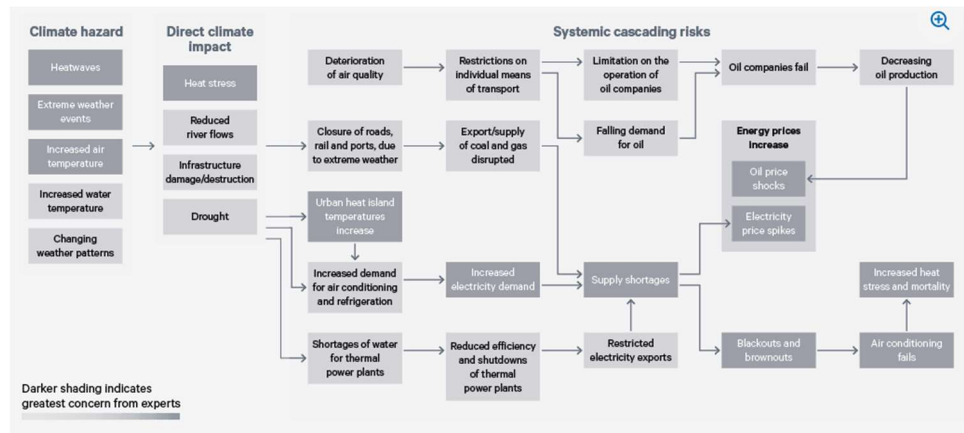 Climate hazard
Heatwaves
Extreme weather
events
Increased air
temperature
Increased water
temperature
Changing
weather patterns
Direct climate
impact
Heat stress
Reduced
river flows
Infrastructure
damage/destruction
Drought
Systemic cascading risks
Deterioration
of air quality
Restrictions on
individual means
of transport
Limitation on the
operation of
oil companies
Oil companies fail
Decreasing
oil production
Closure of roads,
rail and ports, due
to extreme weather
Export/supply
of coal and gas
disrupted
Falling demand
for oil
Energy prices
increase
Oil price
shocks
Electricity
price spikes
Urban heat island
temperatures
increase
Increased demand
for air conditioning
and refrigeration
Increased
electricity demand
Supply shortages
Increased heat
stress and mortality
Shortages of water
for thermal
power plants
Reduced efficiency
and shutdowns
of thermal
power plants
Restricted
electricity exports
Blackouts and
brownouts
Air conditioning
fails
Darker shading indicates
greatest concern from experts